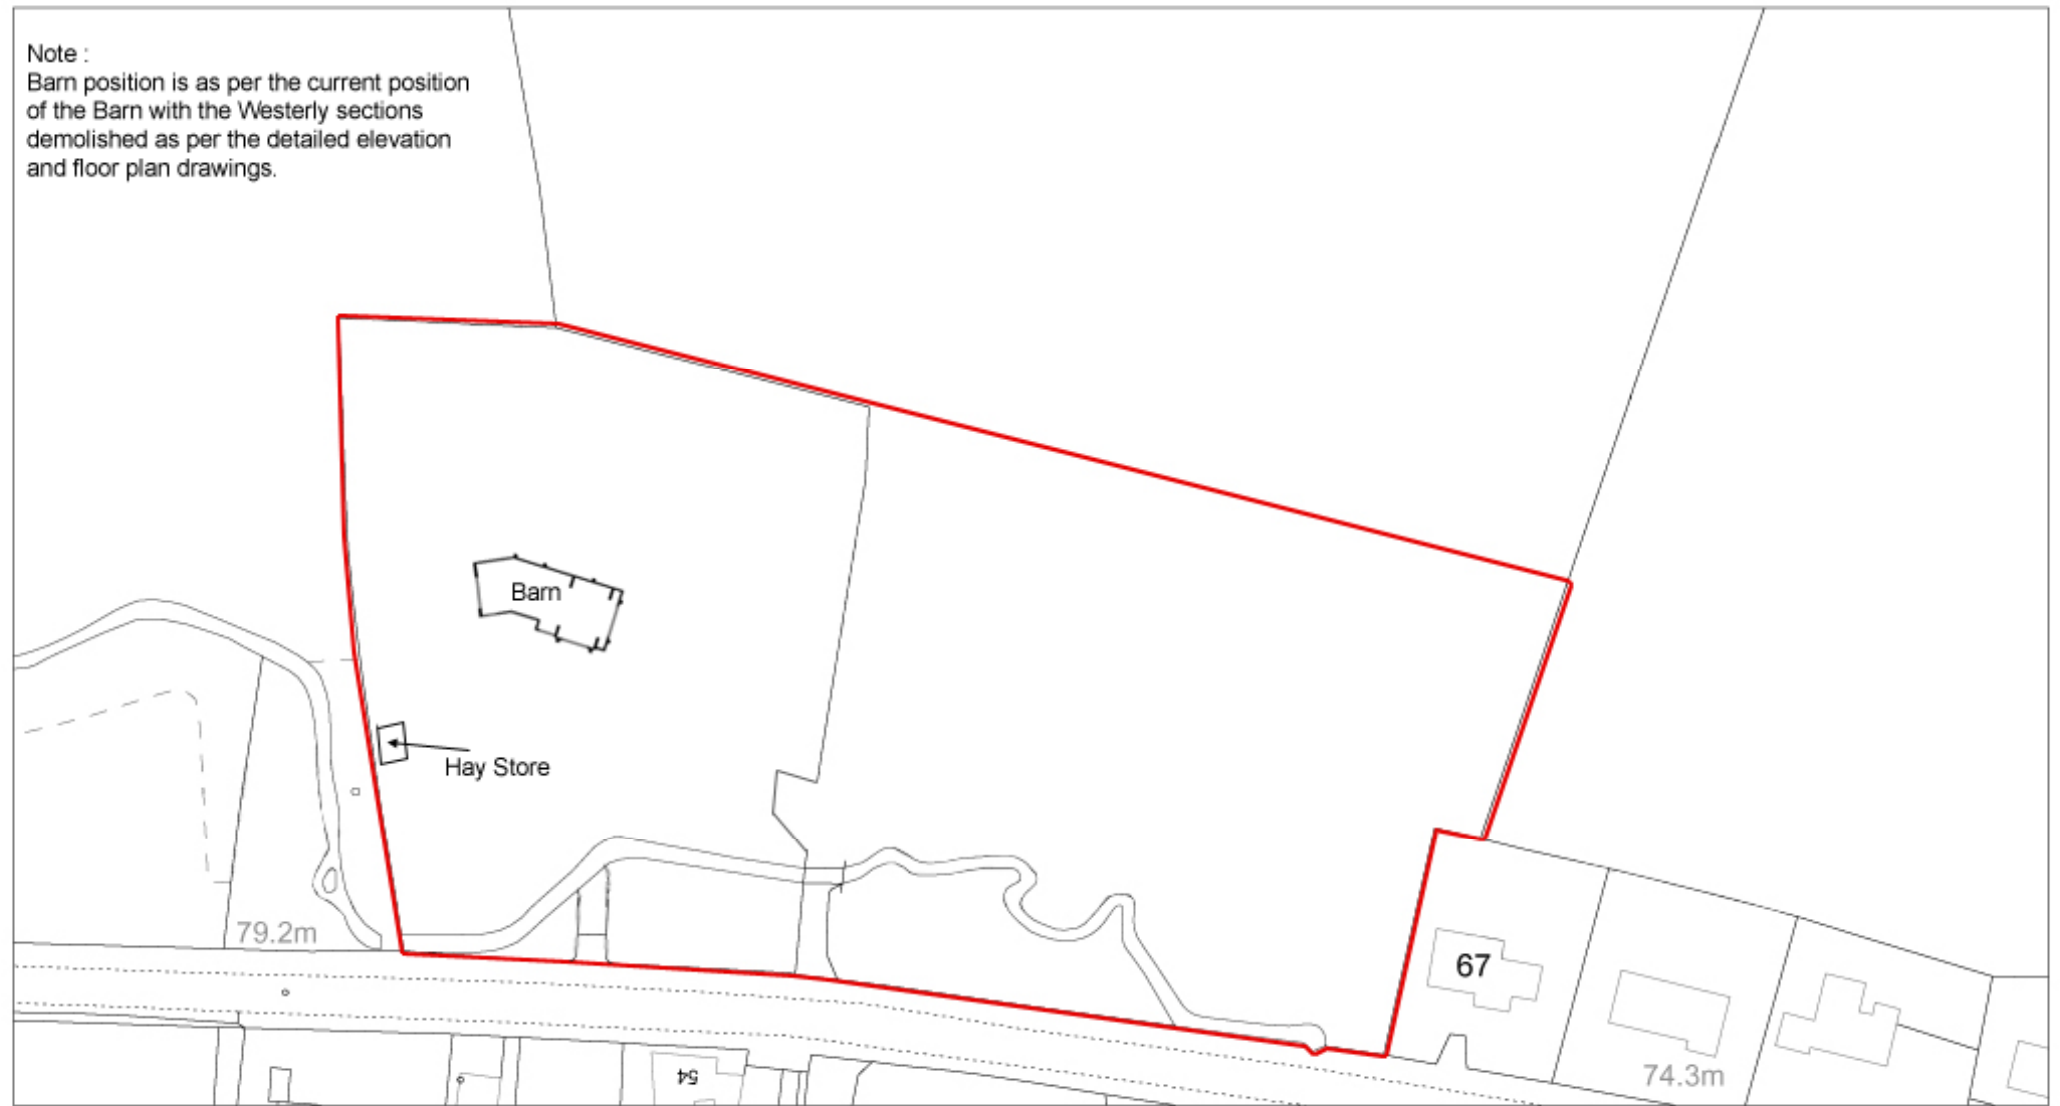 Note :
Barn position is as per the current position
of the Barn with the Westerly sections
demolished as per the detailed elevation
and floor plan drawings.
Barn
Hay Store
79.2m
67
54
74.3m